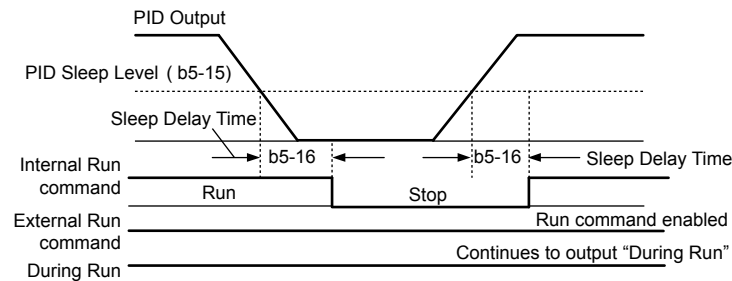 PID Output
PID Sleep Level ( b5-15)
Sleep Delay Time
b5-16
b5-16
Sleep Delay Time
Internal Run
command
Run
Stop
External Run
command
Run command enabled
Continues to output “During Run”
During Run